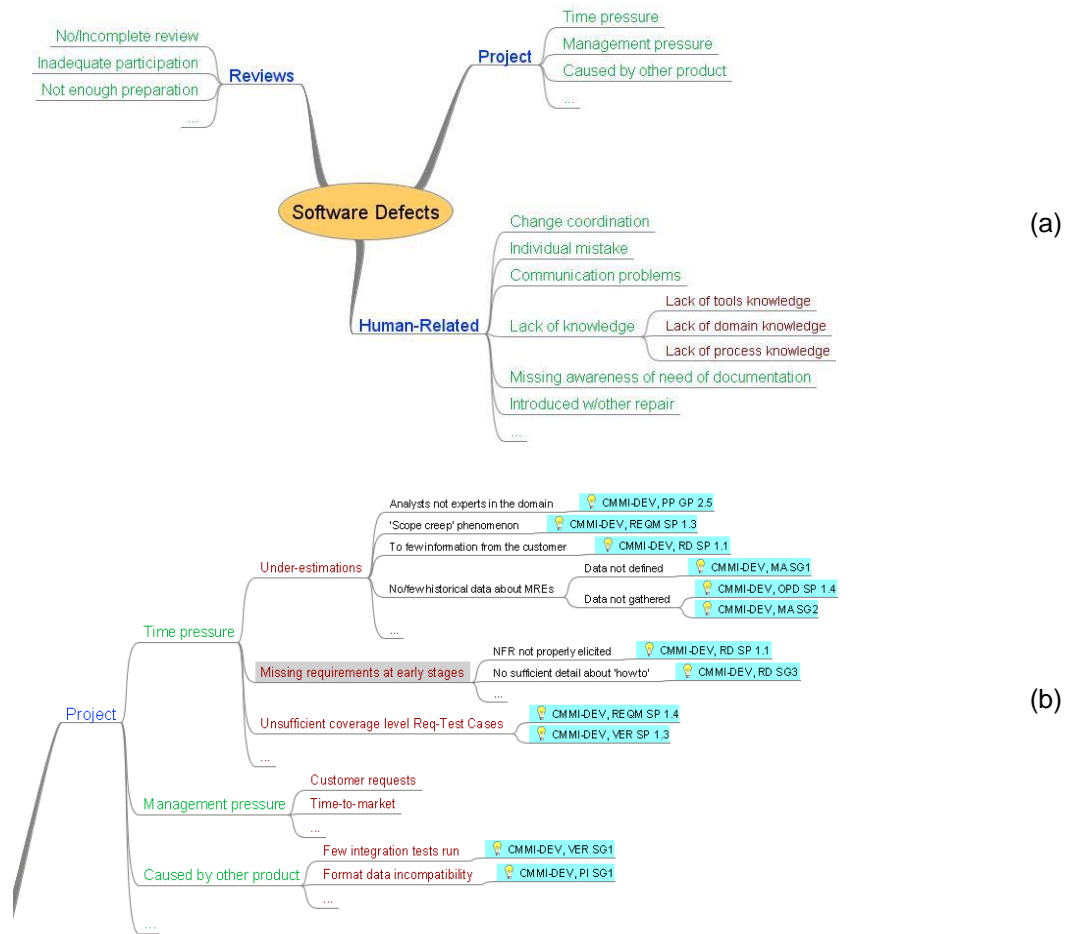 No/Incomplete review
Inadequate participation
Not enough preparation
...
Reviews
Project
Time pressure
Management pressure
Caused by other product
...
Software Defects
Human-Related
Change coordination
Individual mistake
Communication problems
Lack of knowledge
Lack of tools knowledge
Lack of domain knowledge
Lack of process knowledge
Missing awareness of need of documentation
Introduced w/other repair
...
(a)
Project
Time pressure
Under-estimations
Analysts not experts in the domain
CMMI-DEV, PP GP 2.5
'Scope creep' phenomenon
CMMI-DEV, REQM SP 1.3
To few information from the customer
CMMI-DEV, RD SP 1.1
No/few historical data about MREs
Data not defined
CMMI-DEV, MA SG1
Data not gathered
CMMI-DEV, OPD SP 1.4
CMMI-DEV, MA SG2
...
Missing requirements at early stages
NFR not properly elicited
CMMI-DEV, RD SP 1.1
No sufficient detail about 'howto'
CMMI-DEV, RD SG3
...
Unsufficient coverage level Req-Test Cases
CMMI-DEV, REQM SP 1.4
CMMI-DEV, VER SP 1.3
...
Management pressure
Customer requests
Time-to-market
...
Caused by other product
Few integration tests run
CMMI-DEV, VER SG1
Format data incompatibility
CMMI-DEV, PI SG1
...
...
(b)